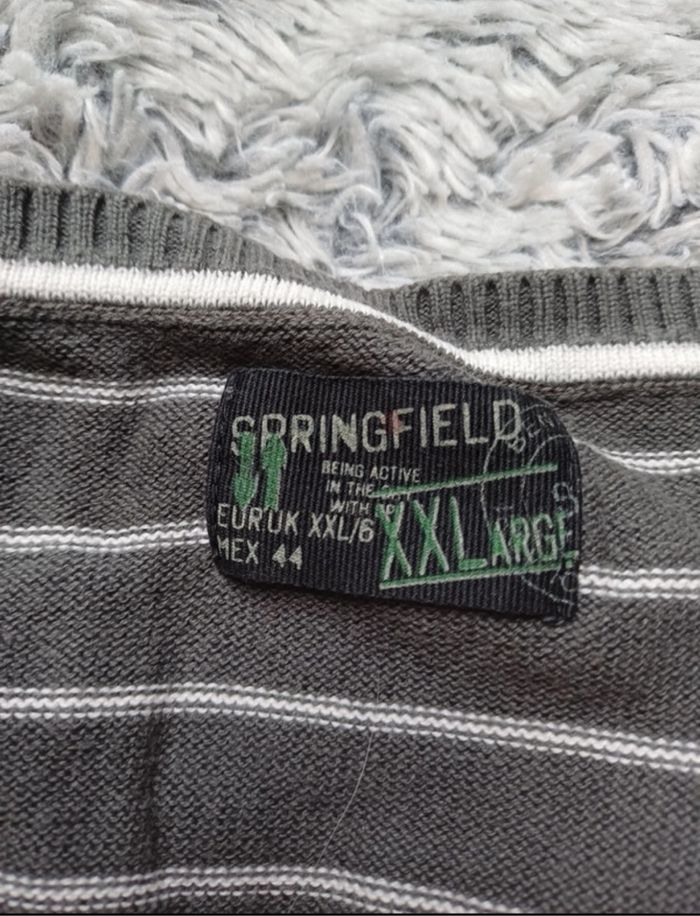 SPRINGFIELD
BEING ACTIVE
IN THE
WITH
EUR UK XXL/6
MEX 44
XXLARGE